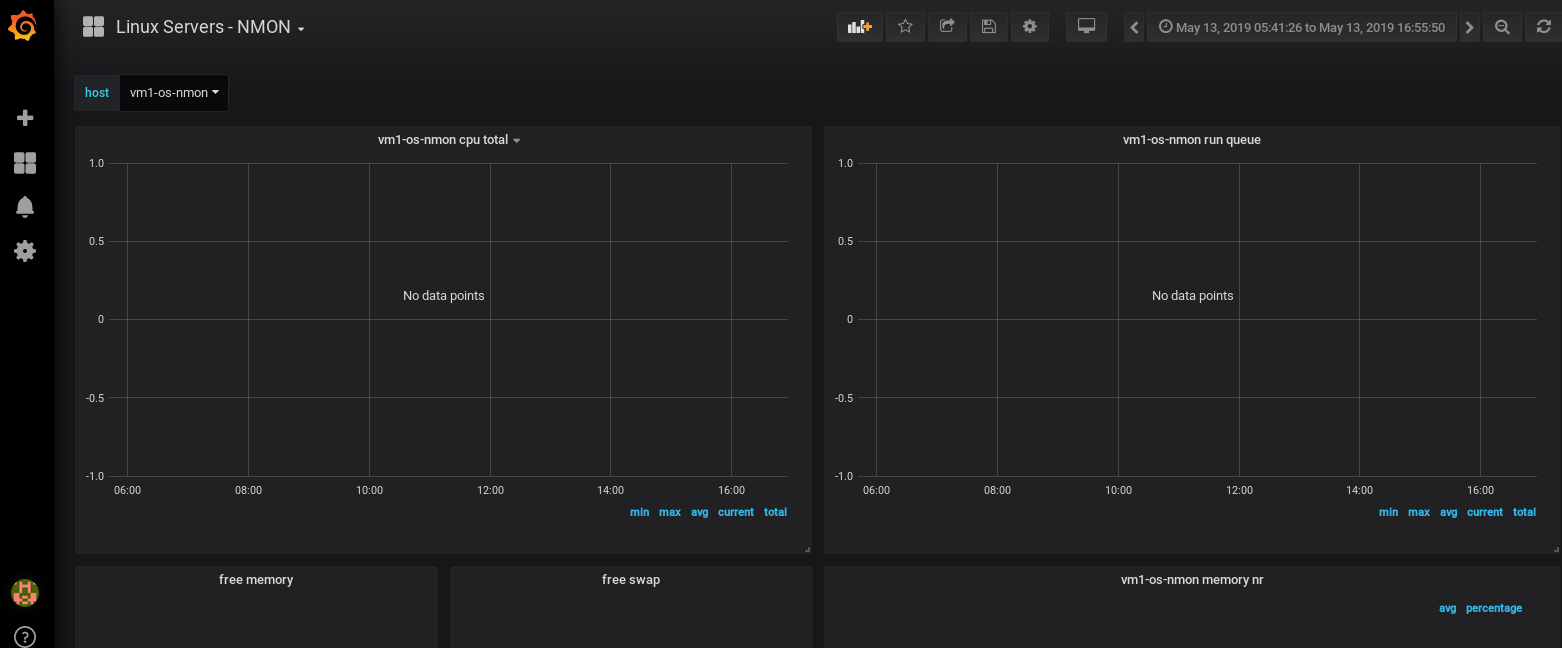 Linux Servers - NMON
May 13, 2019 05:41:26 to May 13, 2019 16:55:50
host vm1-os-nmon
vm1-os-nmon cpu total
1.0
0.5
0
-0.5
-1.0
No data points
06:00 08:00 10:00 12:00 14:00 16:00
min max avg current total
vm1-os-nmon run queue
1.0
0.5
0
-0.5
-1.0
No data points
06:00 08:00 10:00 12:00 14:00 16:00
min max avg current total
free memory
free swap
vm1-os-nmon memory nr
avg percentage
?